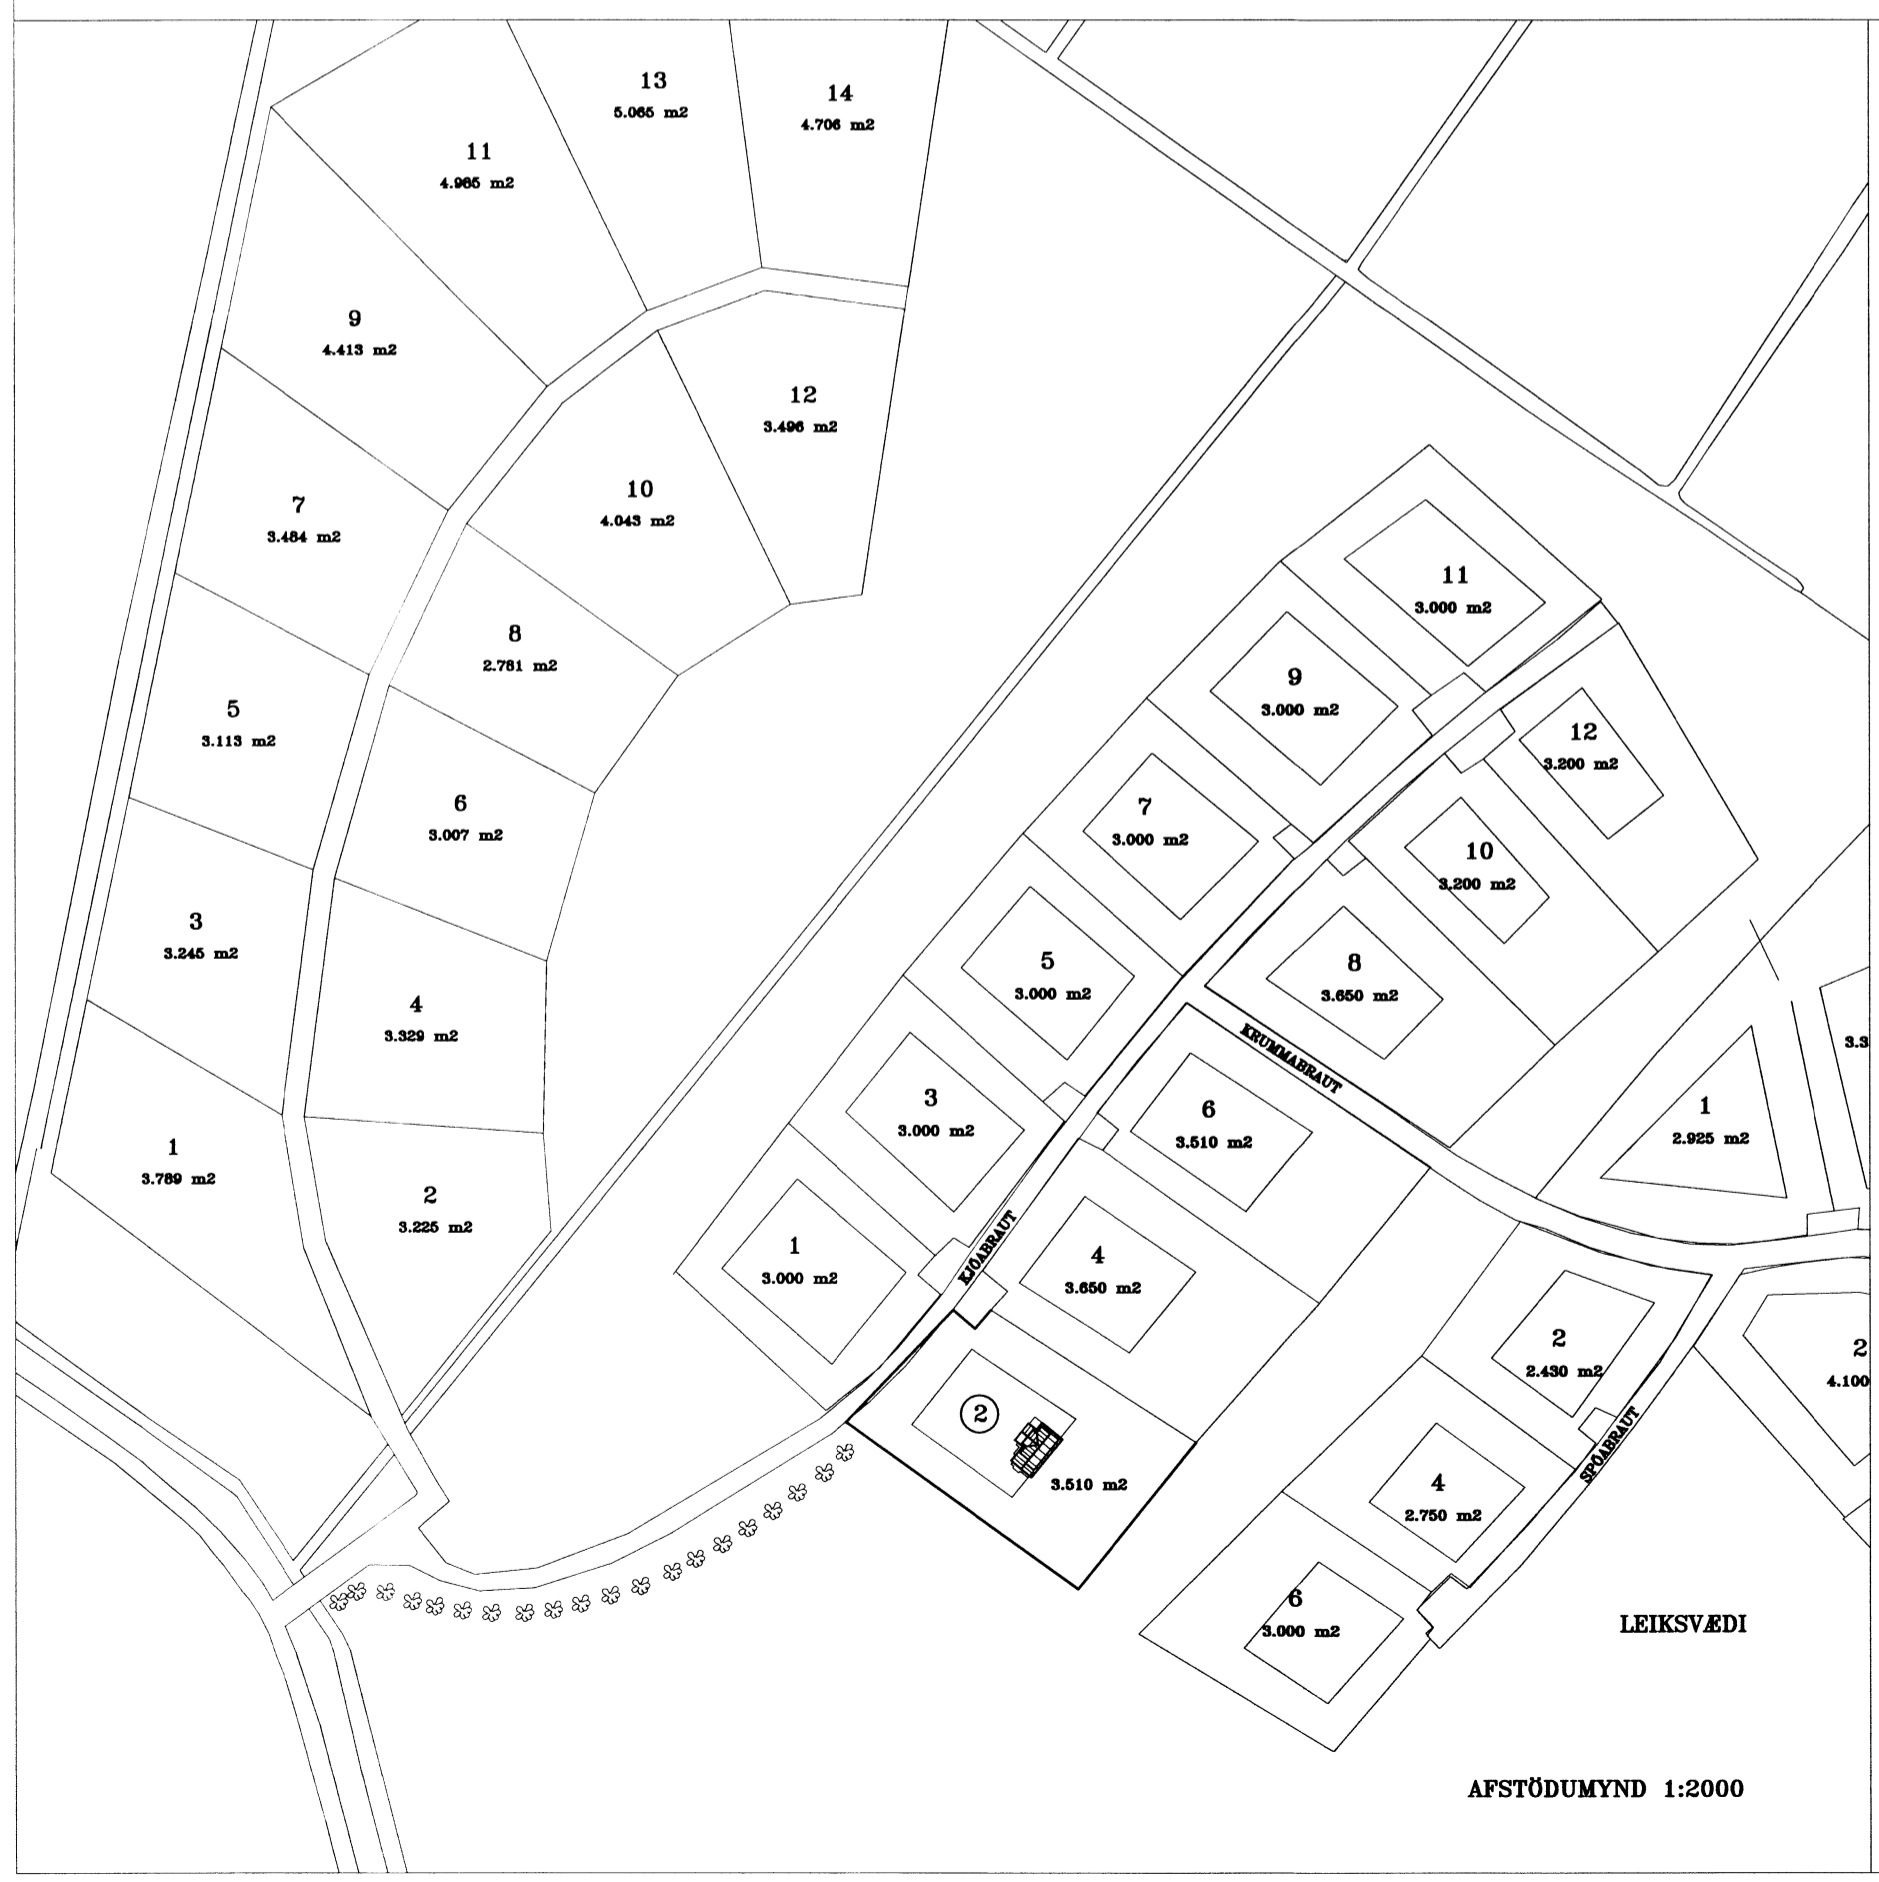 13
5.065 m2
14
4.706 m2
11
4.965 m2
9
4.413 m2
12
3.496 m2
10
4.043 m2
7
3.484 m2
8
2.781 m2
5
3.113 m2
6
3.007 m2
3
3.245 m2
4
3.329 m2
1
3.789 m2
2
3.225 m2
11
3.000 m2
9
3.000 m2
12
3.200 m2
7
3.000 m2
10
3.200 m2
5
3.000 m2
8
3.650 m2
KRUMMABRAUT
3
3.000 m2
6
3.510 m2
1
2.925 m2
3.3
KJÓABRAUT
1
3.000 m2
4
3.650 m2
2
2.430 m2
2
4.100
2
3.510 m2
SPÓABRAUT
4
2.750 m2
6
3.000 m2
LEIKSVÆDI
AFSTÖDUMYND 1:2000